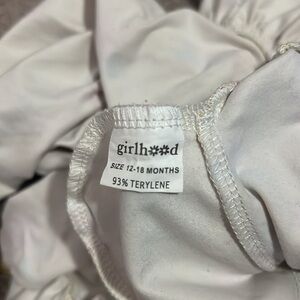 girlhood
SIZE 12-18 MONTHS
93% TERYLENE